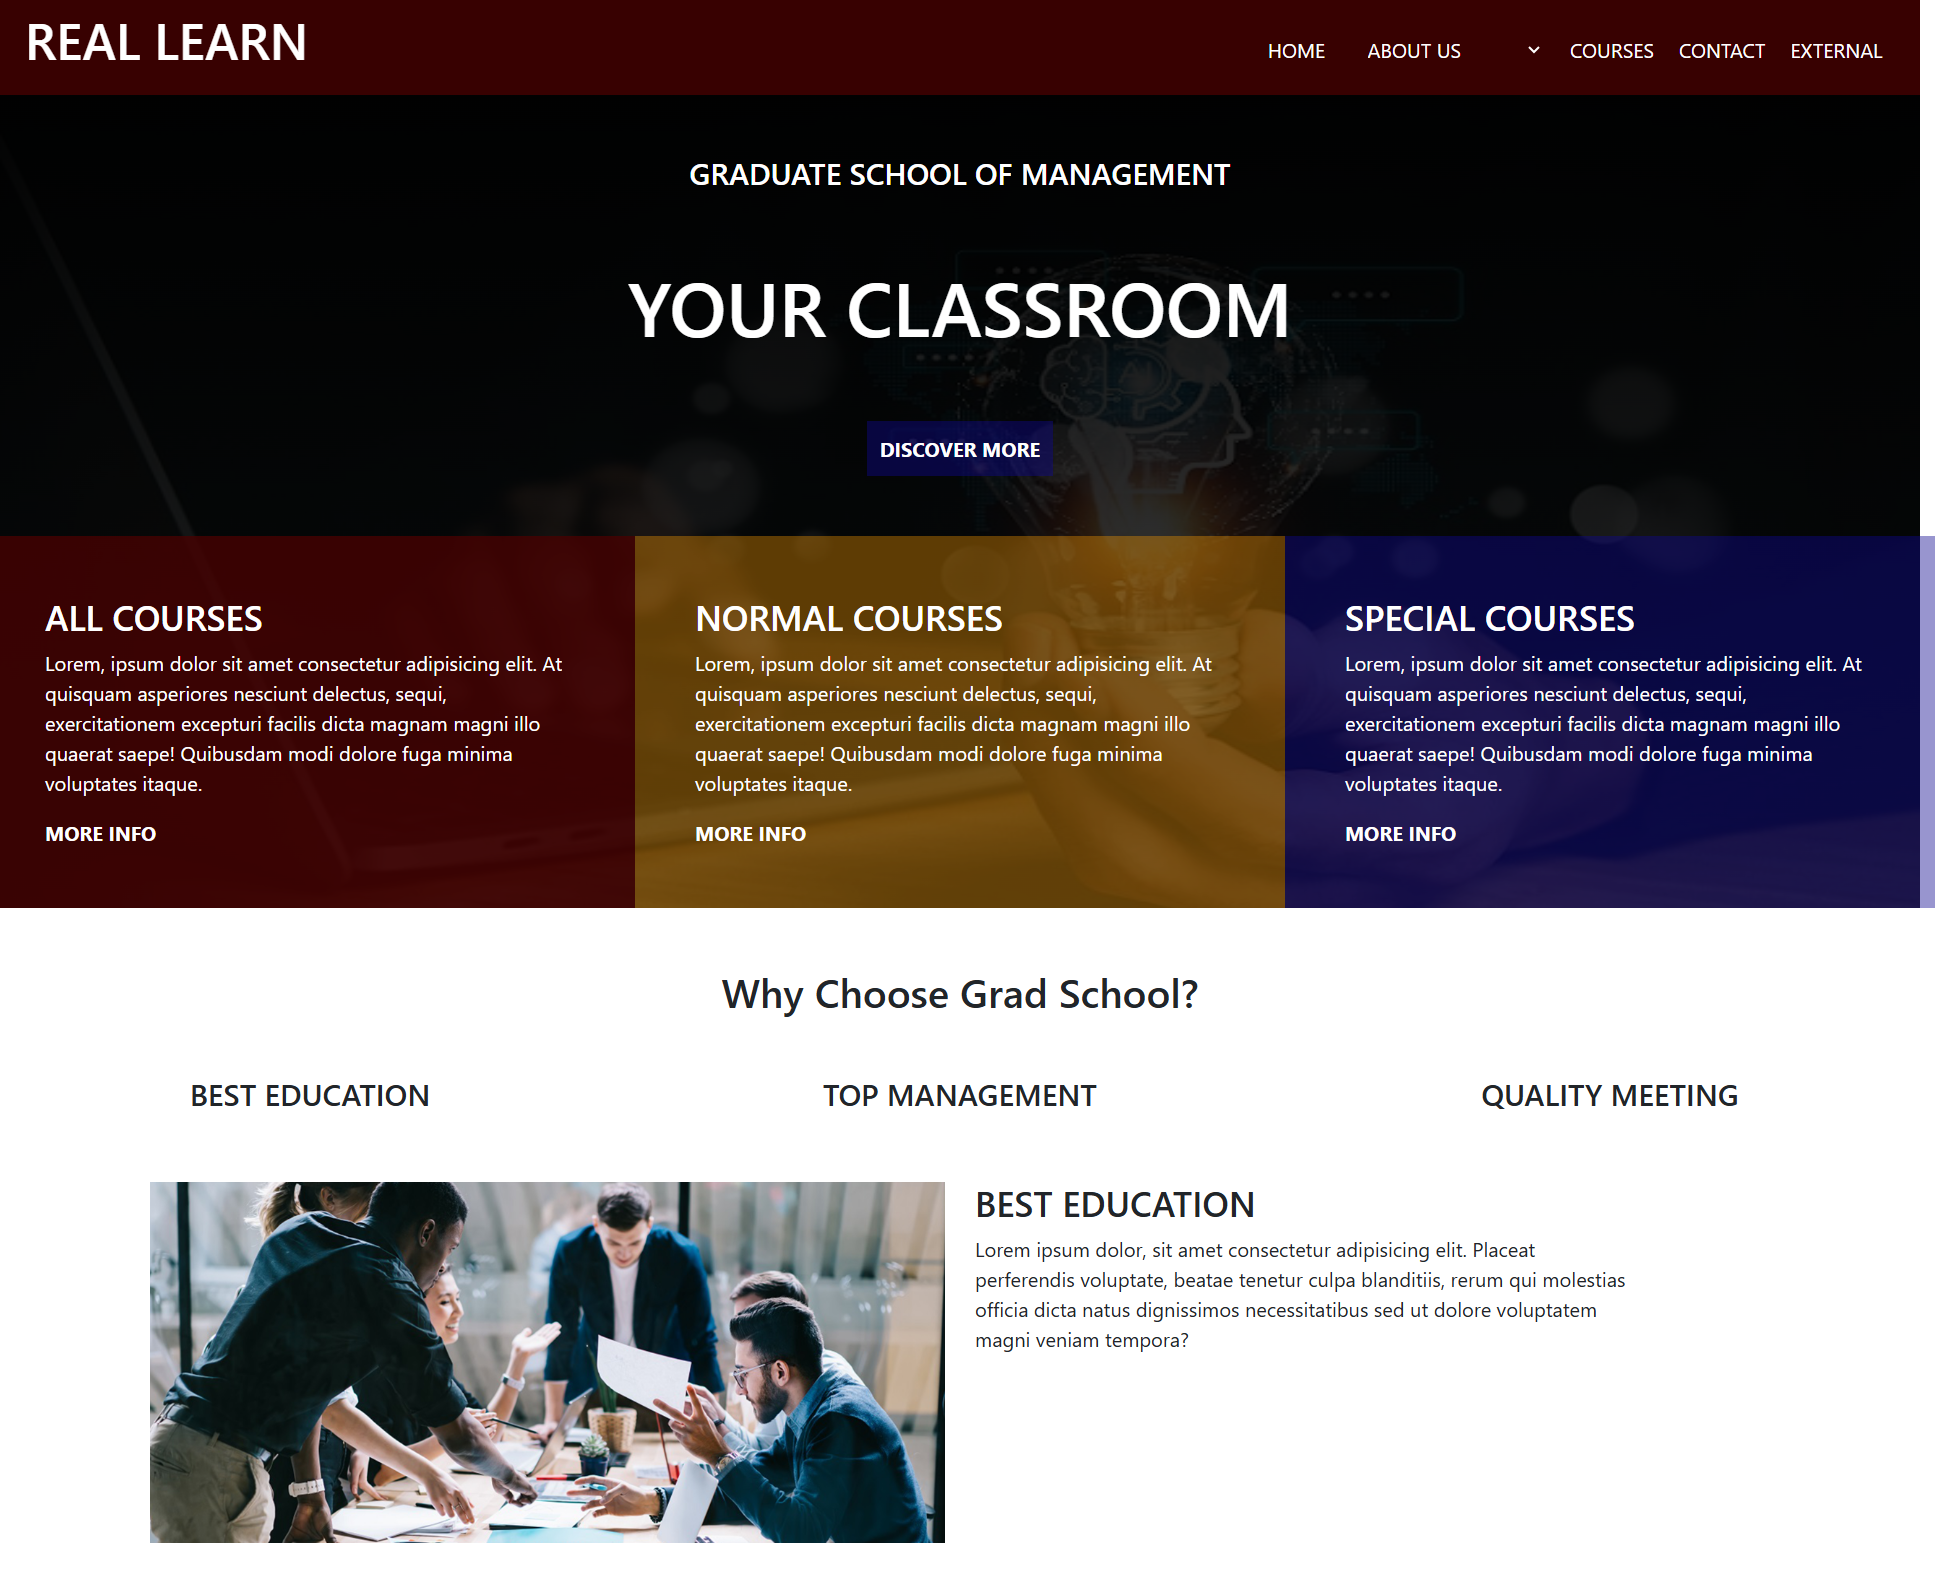 REAL LEARN
HOME ABOUT US COURSES CONTACT EXTERNAL
GRADUATE SCHOOL OF MANAGEMENT
YOUR CLASSROOM
AI
DISCOVER MORE
ALL COURSES
Lorem, ipsum dolor sit amet consectetur adipisicing elit. At
quisquam asperiores nesciunt delectus, sequi,
exercitationem excepturi facilis dicta magnam magni illo
quaerat saepe! Quibusdam modi dolore fuga minima
voluptates itaque.
MORE INFO
NORMAL COURSES
Lorem, ipsum dolor sit amet consectetur adipisicing elit. At
quisquam asperiores nesciunt delectus, sequi,
exercitationem excepturi facilis dicta magnam magni illo
quaerat saepe! Quibusdam modi dolore fuga minima
voluptates itaque.
MORE INFO
SPECIAL COURSES
Lorem, ipsum dolor sit amet consectetur adipisicing elit. At
quisquam asperiores nesciunt delectus, sequi,
exercitationem excepturi facilis dicta magnam magni illo
quaerat saepe! Quibusdam modi dolore fuga minima
voluptates itaque.
MORE INFO
Why Choose Grad School?
BEST EDUCATION
TOP MANAGEMENT
QUALITY MEETING
BEST EDUCATION
Lorem ipsum dolor, sit amet consectetur adipisicing elit. Placeat
perferendis voluptate, beatae tenetur culpa blanditiis, rerum qui molestias
officia dicta natus dignissimos necessitatibus sed ut dolore voluptatem
magni veniam tempora?